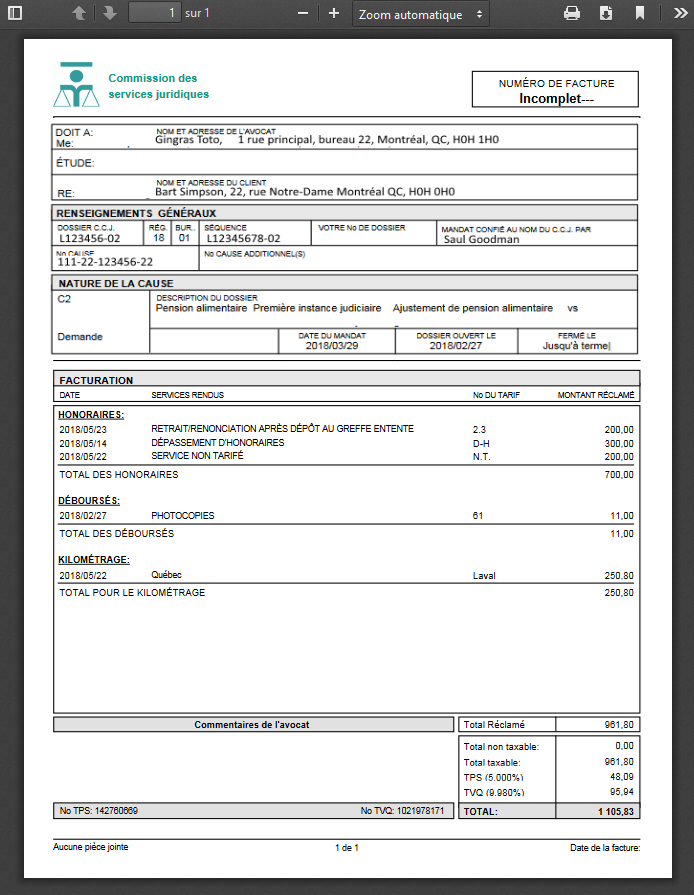 1 sur 1
Zoom automatique
Commission des
services juridiques
NUMÉRO DE FACTURE
Incomplet---
DOIT A:
Me:
NOM ET ADRESSE DE L'AVOCAT
Gingras Toto, 1 rue principal, bureau 22, Montréal, QC, H0H 1H0
ÉTUDE:
NOM ET ADRESSE DU CLIENT
RE: Bart Simpson, 22, rue Notre-Dame Montréal QC, H0H 0H0
RENSEIGNEMENTS GÉNÉRAUX
DOSSIER C.C.J. RÉG. BUR.. SÉQUENCE VOTRE No DE DOSSIER MANDAT CONFIÉ AU NOM DU C.C.J. PAR
L123456-02 18 01 L12345678-02 Saul Goodman
No CAUSE No CAUSE ADDITIONNEL(S)
111-22-123456-22
NATURE DE LA CAUSE
C2 DESCRIPTION DU DOSSIER
Pension alimentaire Première instance judiciaire Ajustement de pension alimentaire vs
Demande
DATE DU MANDAT DOSSIER OUVERT LE FERMÉ LE
2018/03/29 2018/02/27 Jusqu'à terme
FACTURATION
DATE SERVICES RENDUS No DU TARIF MONTANT RÉCLAMÉ
HONORAIRES:
2018/05/23 RETRAIT/RENONCIATION APRÈS DÉPÔT AU GREFFE ENTENTE 2.3 200,00
2018/05/14 DÉPASSEMENT D'HONORAIRES D-H 300,00
2018/05/22 SERVICE NON TARIFÉ N.T. 200,00
TOTAL DES HONORAIRES 700,00
DÉBOURSÉS:
2018/02/27 PHOTOCOPIES 61 11,00
TOTAL DES DÉBOURSÉS 11,00
KILOMÉTRAGE:
2018/05/22 Québec Laval 250.80
TOTAL POUR LE KILOMÉTRAGE 250,80
Commentaires de l'avocat Total Réclamé 961,80
Total non taxable: 0,00
Total taxable: 961,80
TPS (5.000%) 48,09
TVQ (9.980%) 95,94
No TPS: 142760669 No TVQ: 1021978171 TOTAL: 1 105,83
Aucune pièce jointe 1 de 1 Date de la facture: